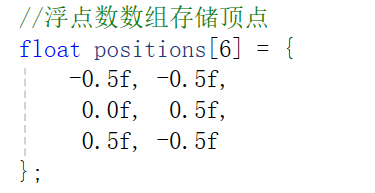 //浮点数数组存储顶点
float positions[6] = {
    -0.5f, -0.5f,
     0.0f,  0.5f,
     0.5f, -0.5f
};